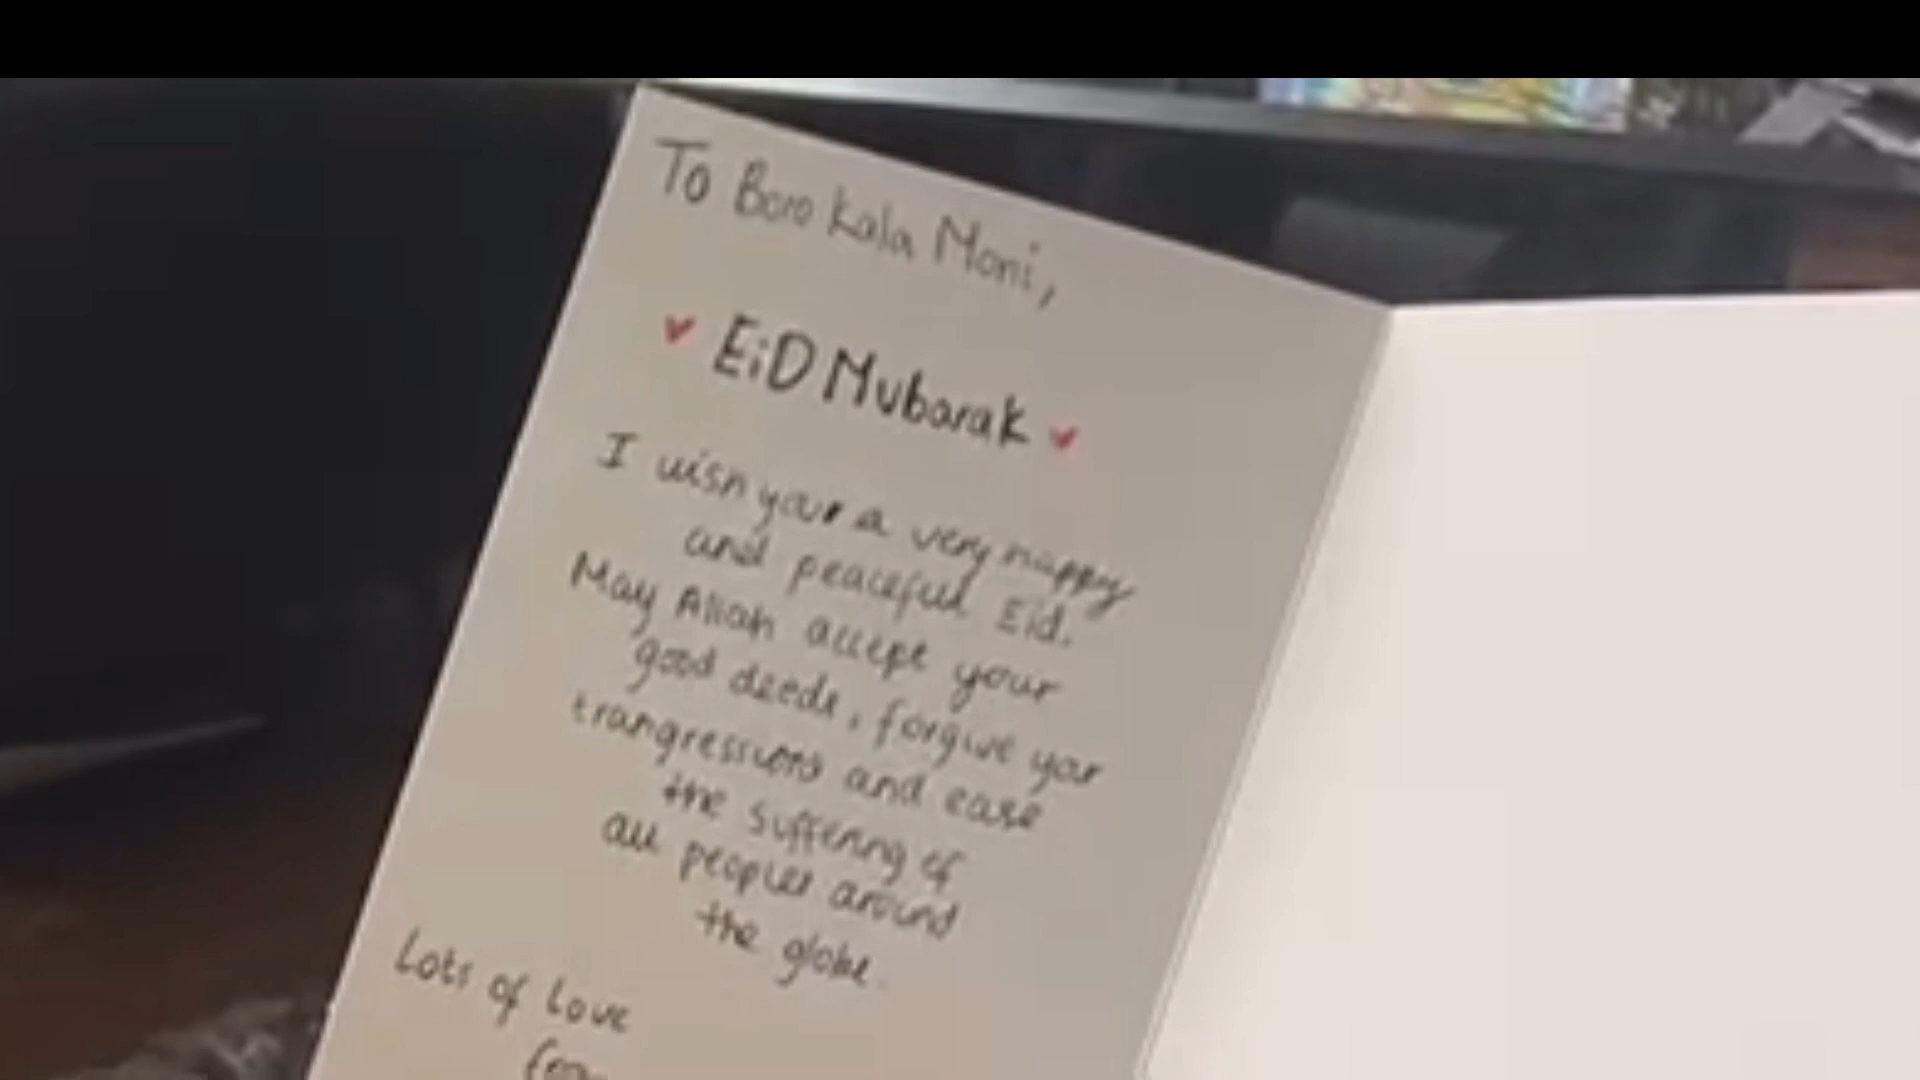 To Boro Kala Moni,
EiD Mubarak
I wish your a very happy
and peaceful Eid.
May Allah accept your
good deeds, forgive your
trangressions and ease
the suffering of
all peoples around
the globe.
Lots of love
from